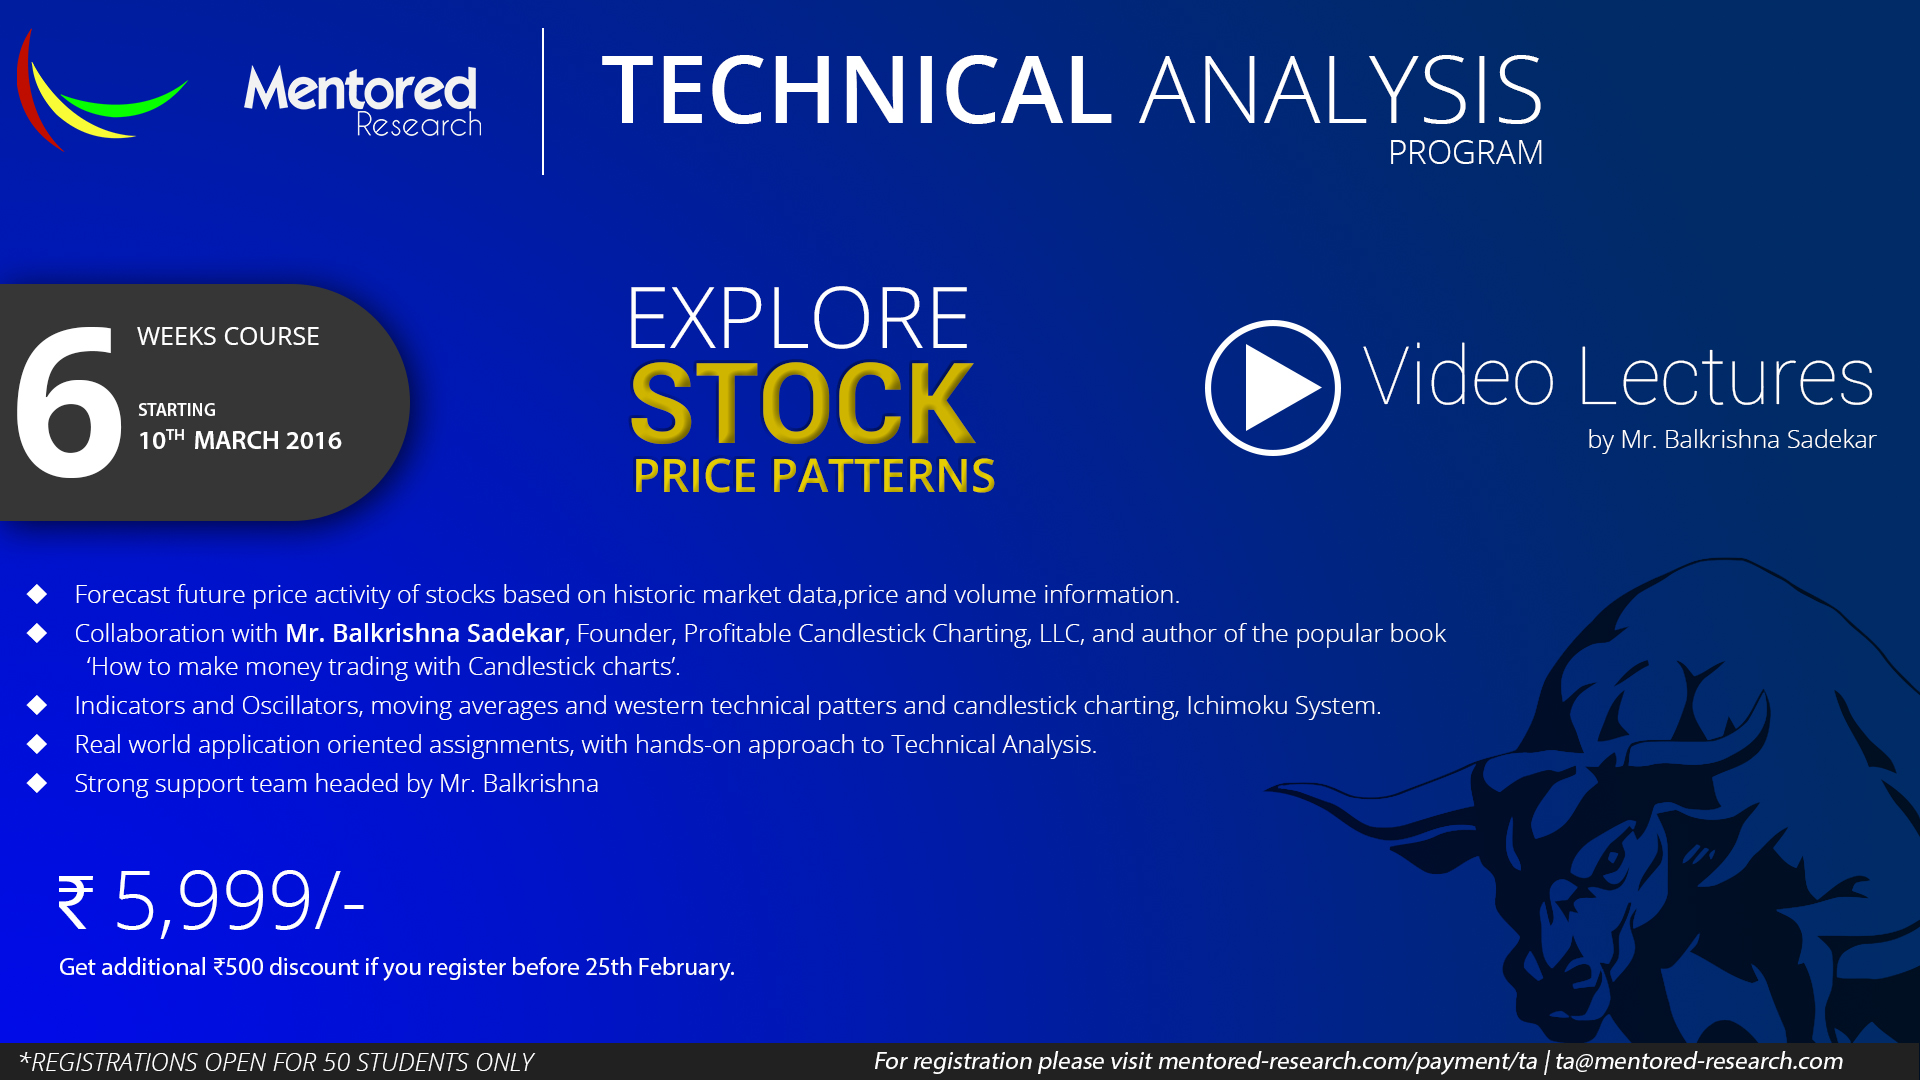 Mentored
Research
TECHNICAL ANALYSIS
PROGRAM
6 WEEKS COURSE
STARTING
10TH MARCH 2016
EXPLORE
STOCK
PRICE PATTERNS
Video Lectures
by Mr. Balkrishna Sadekar
Forecast future price activity of stocks based on historic market data,price and volume information.
Collaboration with Mr. Balkrishna Sadekar, Founder, Profitable Candlestick Charting, LLC, and author of the popular book
‘How to make money trading with Candlestick charts’.
Indicators and Oscillators, moving averages and western technical patters and candlestick charting, Ichimoku System.
Real world application oriented assignments, with hands-on approach to Technical Analysis.
Strong support team headed by Mr. Balkrishna
₹ 5,999/-
Get additional ₹500 discount if you register before 25th February.
*REGISTRATIONS OPEN FOR 50 STUDENTS ONLY
For registration please visit mentored-research.com/payment/ta | ta@mentored-research.com